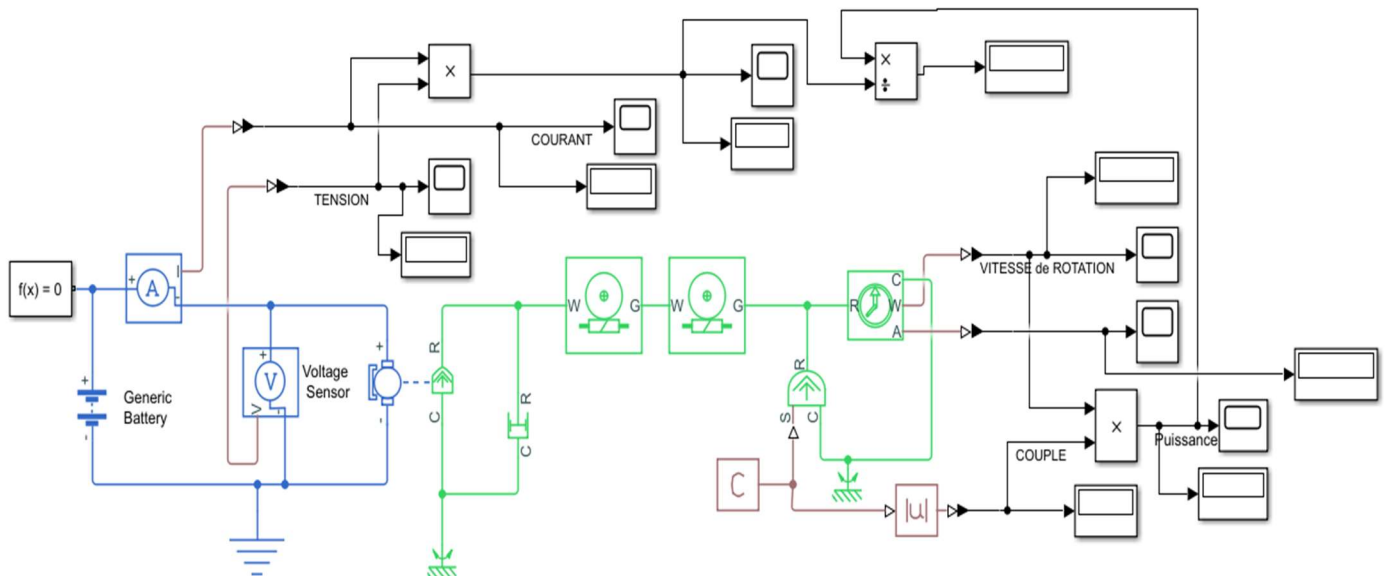 ×
×
÷
COURANT
TENSION
VITESSE de ROTATION
f(x) = 0
+
A
I
-
+
V
V
-
Voltage
Sensor
+
-
+
-
Generic
Battery
R
C
R
C
W
G
W
G
R
C
W
A
R
S
C
C
|u|
COUPLE
×
Puissance